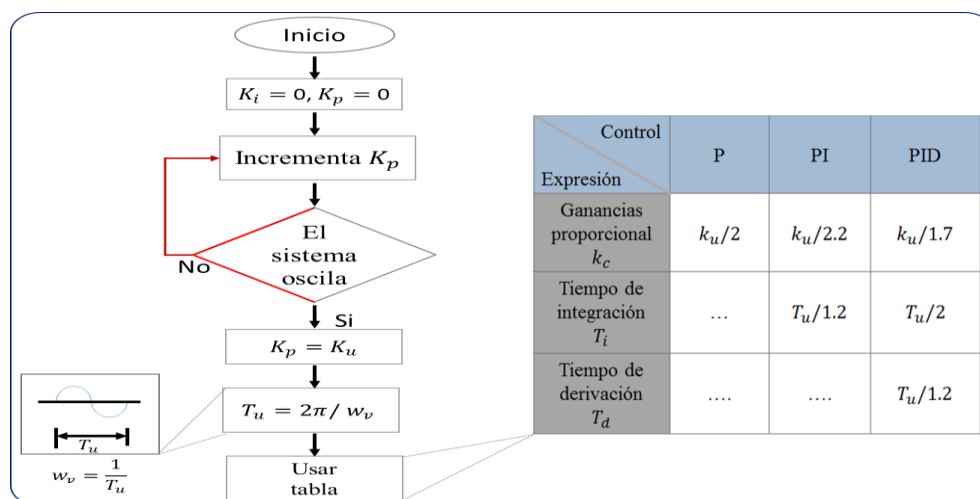 Inicio
K_i = 0, K_p = 0
Incrementa K_p
El
sistema
oscila
No
Si
K_p = K_u
T_u = 2π / w_v
Usar
tabla
T_u
w_v = 1/T_u
Control
Expresión
P
PI
PID
Ganancias
proporcional
k_c
k_u/2
k_u/2.2
k_u/1.7
Tiempo de
integración
T_i
...
T_u/1.2
T_u/2
Tiempo de
derivación
T_d
....
....
T_u/1.2